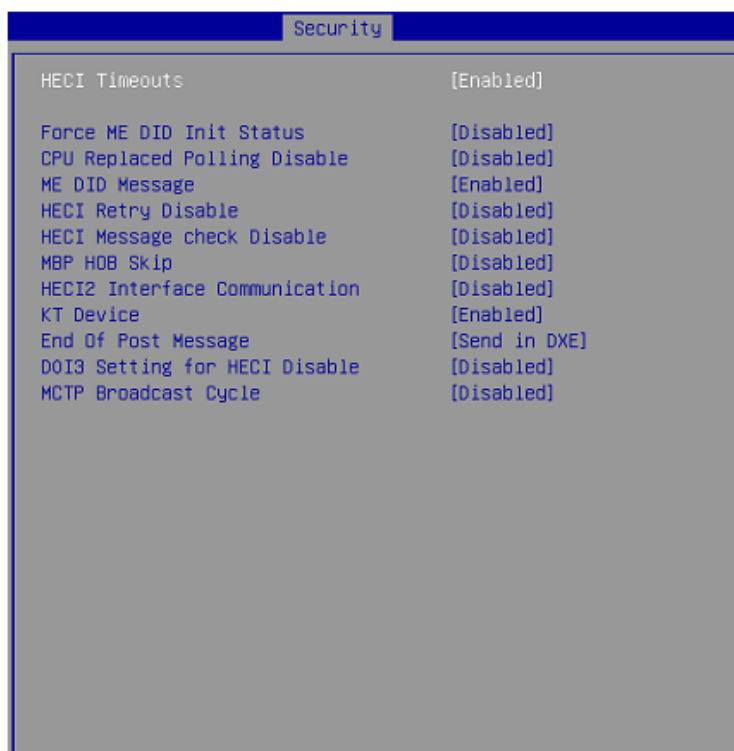 Security
HECI Timeouts [Enabled]
Force ME DID Init Status [Disabled]
CPU Replaced Polling Disable [Disabled]
ME DID Message [Enabled]
HECI Retry Disable [Disabled]
HECI Message check Disable [Disabled]
MBP HOB Skip [Disabled]
HECI2 Interface Communication [Disabled]
KT Device [Enabled]
End Of Post Message [Send in DXE]
DOI3 Setting for HECI Disable [Disabled]
MCTP Broadcast Cycle [Disabled]